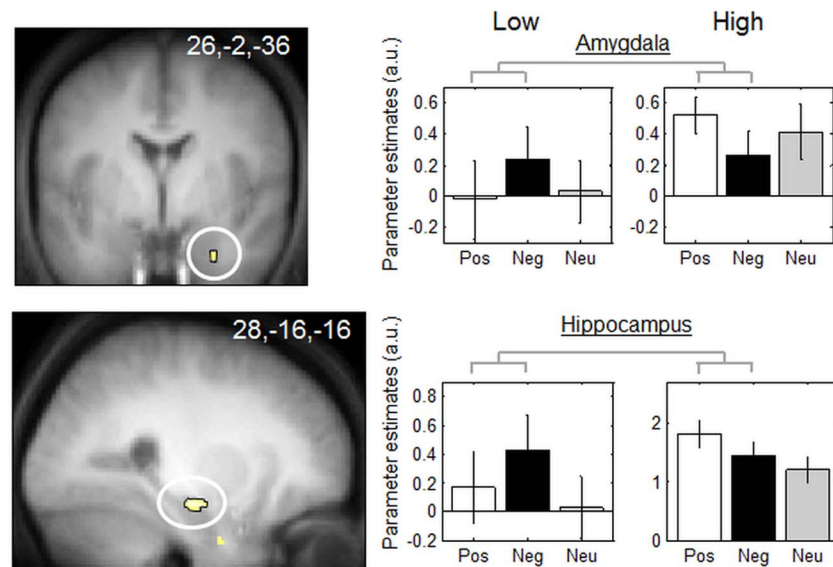 26,-2,-36
Low High
Amygdala
Parameter estimates (a.u.)
0.6
0.4
0.2
0
-0.2
Pos Neg Neu
0.6
0.4
0.2
0
-0.2
Pos Neg Neu
28,-16,-16
Hippocampus
Parameter estimates (a.u.)
0.8
0.6
0.4
0.2
0
-0.2
Pos Neg Neu
2
1
0
Pos Neg Neu